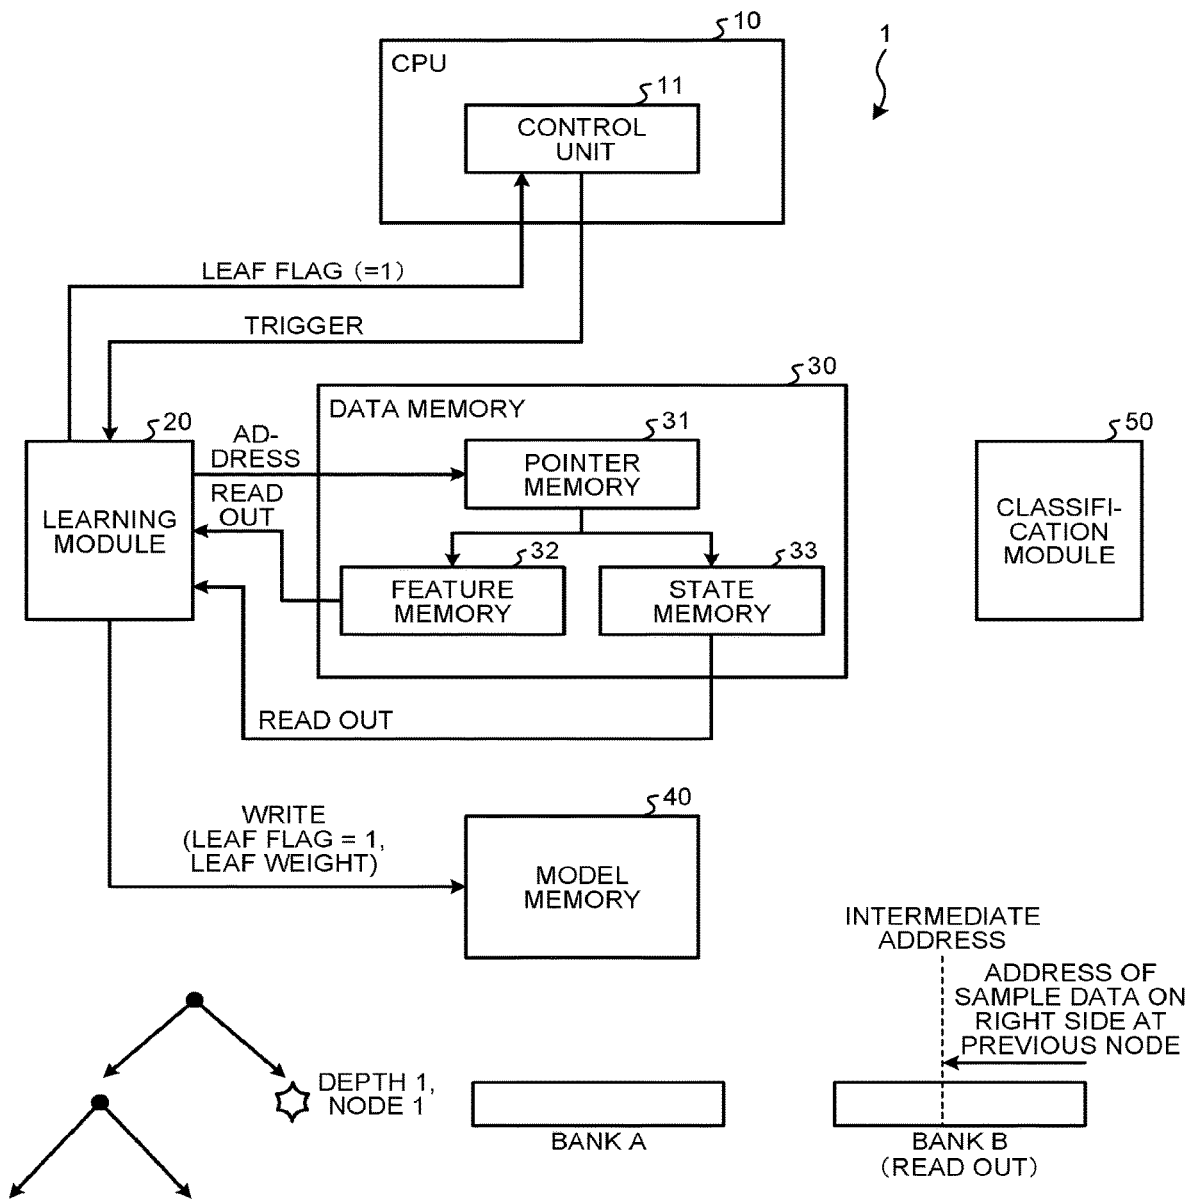 10
1
CPU
11
CONTROL
UNIT
LEAF FLAG (=1)
TRIGGER
30
DATA MEMORY
20
AD-
DRESS
31
POINTER
MEMORY
50
READ
OUT
LEARNING
MODULE
CLASSIFI-
CATION
MODULE
32
FEATURE
MEMORY
33
STATE
MEMORY
READ OUT
40
WRITE
(LEAF FLAG = 1,
LEAF WEIGHT)
MODEL
MEMORY
INTERMEDIATE
ADDRESS
ADDRESS OF
SAMPLE DATA ON
RIGHT SIDE AT
PREVIOUS NODE
DEPTH 1,
NODE 1
BANK A
BANK B
(READ OUT)